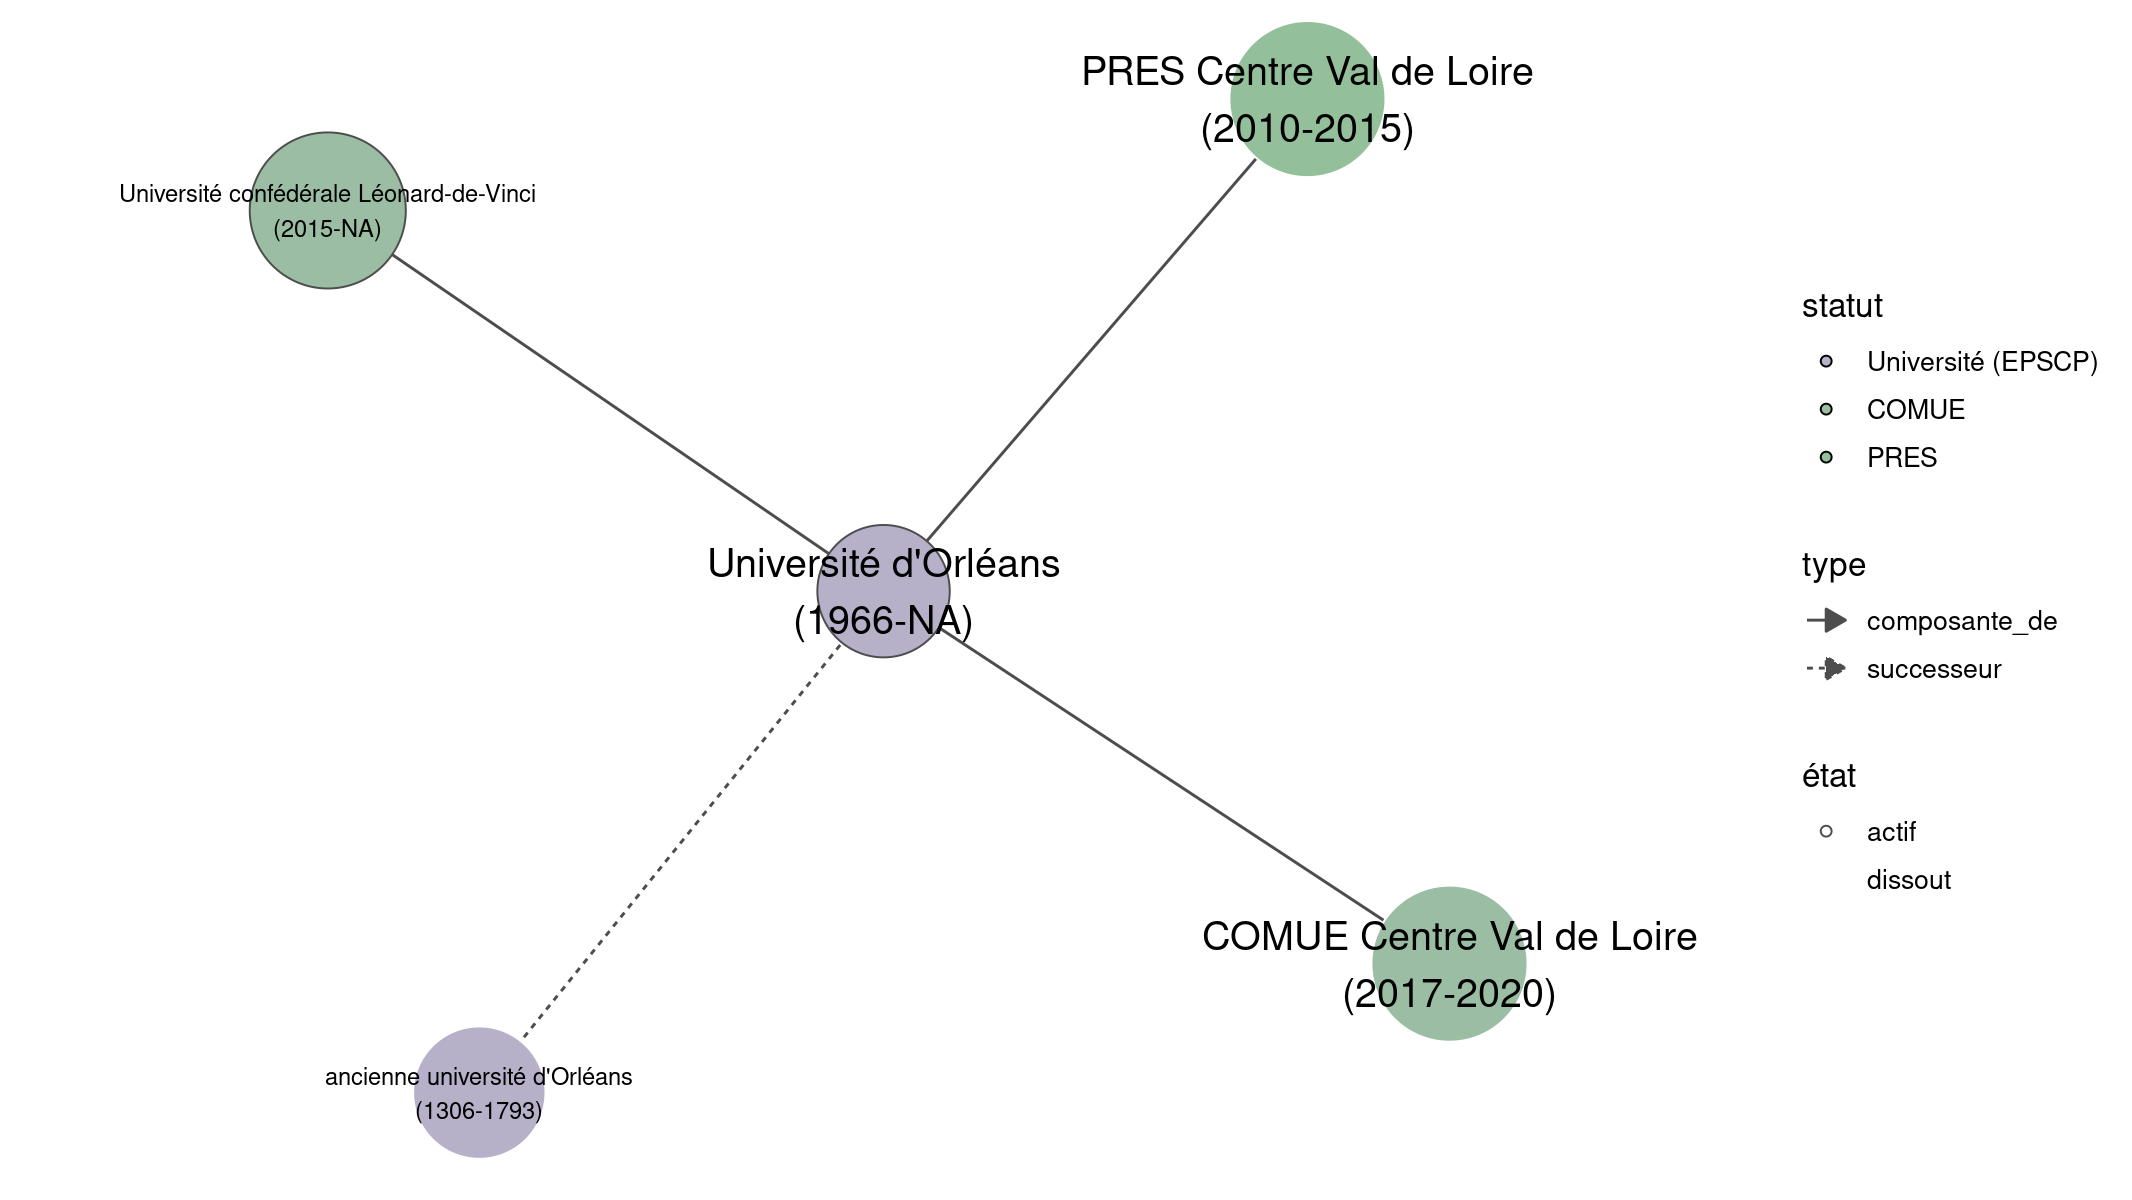 PRES Centre Val de Loire
(2010-2015)
Université confédérale Léonard-de-Vinci
(2015-NA)
Université d'Orléans
(1966-NA)
COMUE Centre Val de Loire
(2017-2020)
ancienne université d'Orléans
(1306-1793)
statut
Université (EPSCP)
COMUE
PRES
type
composante_de
successeur
état
actif
dissout